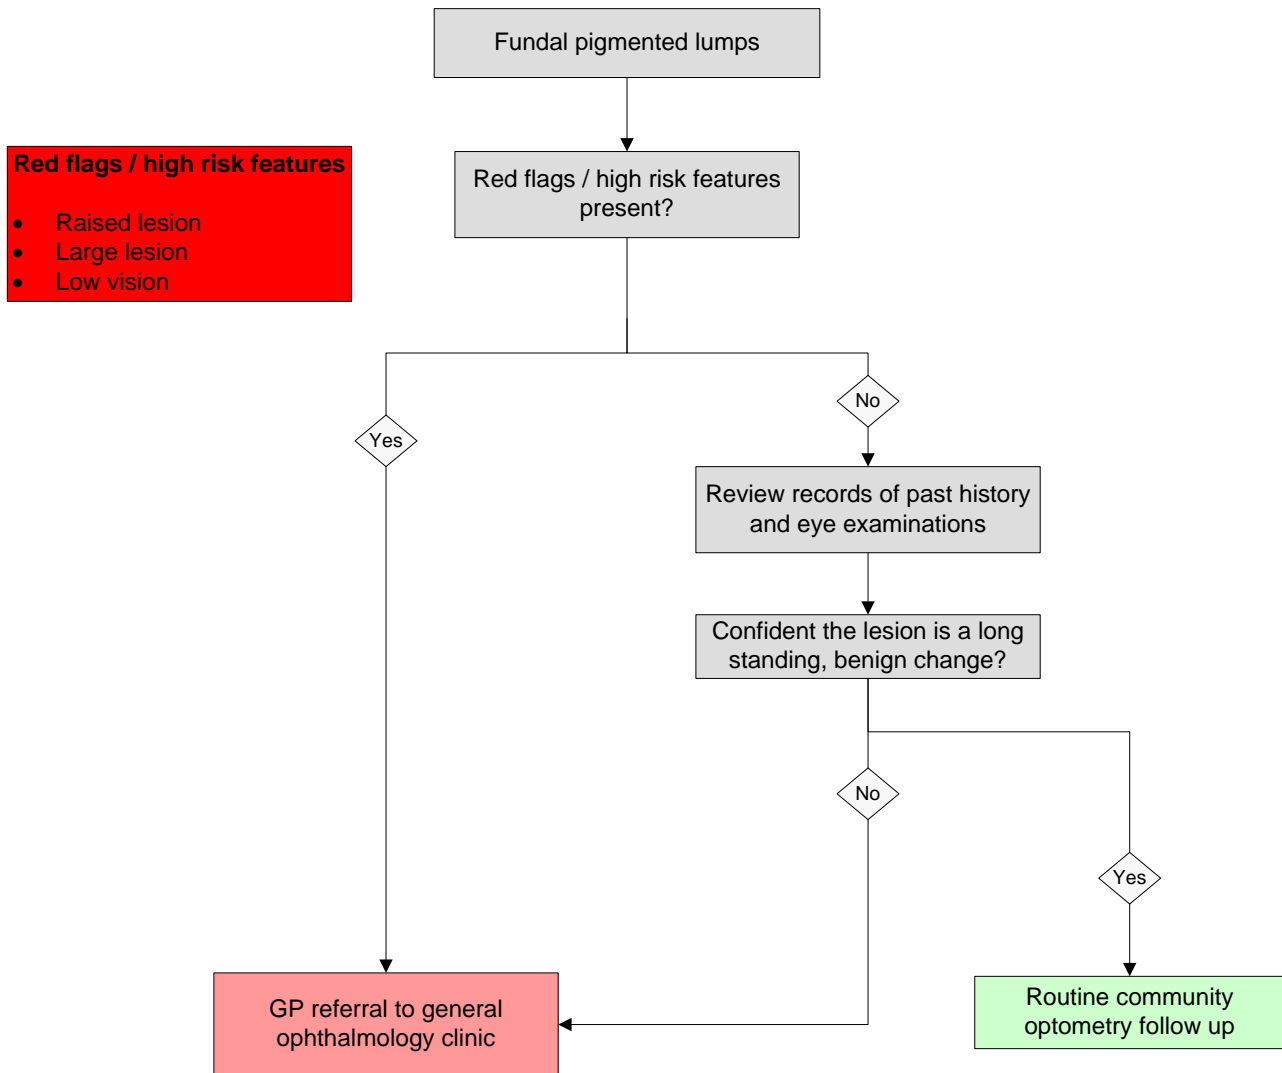 Fundal pigmented lumps
Red flags / high risk features
• Raised lesion
• Large lesion
• Low vision
Red flags / high risk features
present?
No
Yes
Review records of past history
and eye examinations
Confident the lesion is a long
standing, benign change?
No
Yes
GP referral to general
ophthalmology clinic
Routine community
optometry follow up